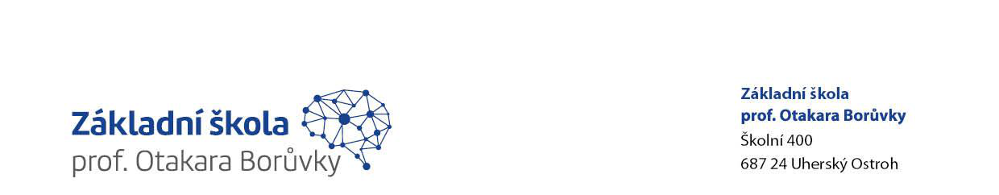 Základní škola
prof. Otakara Borůvky
Základní škola
prof. Otakara Borůvky
Školní 400
687 24 Uherský Ostroh